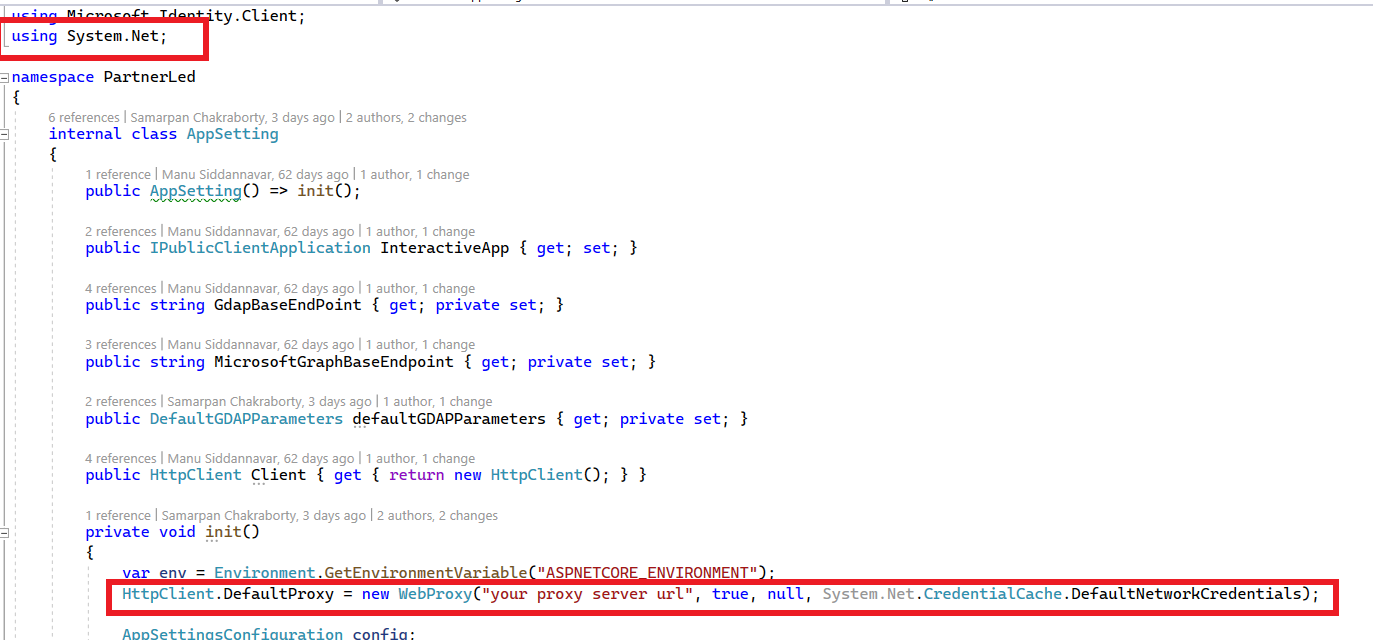 using Microsoft.Identity.Client;
using System.Net;
namespace PartnerLed
{
6 references | Samarpan Chakraborty, 3 days ago | 2 authors, 2 changes
internal class AppSetting
{
1 reference | Manu Siddannavar, 62 days ago | 1 author, 1 change
public AppSetting() => init();
2 references | Manu Siddannavar, 62 days ago | 1 author, 1 change
public IPublicClientApplication InteractiveApp { get; set; }
4 references | Manu Siddannavar, 62 days ago | 1 author, 1 change
public string GdapBaseEndPoint { get; private set; }
3 references | Manu Siddannavar, 62 days ago | 1 author, 1 change
public string MicrosoftGraphBaseEndpoint { get; private set; }
2 references | Samarpan Chakraborty, 3 days ago | 1 author, 1 change
public DefaultGDAPParameters defaultGDAPParameters { get; private set; }
4 references | Manu Siddannavar, 62 days ago | 1 author, 1 change
public HttpClient Client { get { return new HttpClient(); } }
1 reference | Samarpan Chakraborty, 3 days ago | 2 authors, 2 changes
private void init()
{
var env = Environment.GetEnvironmentVariable("ASPNETCORE_ENVIRONMENT");
HttpClient.DefaultProxy = new WebProxy("your proxy server url", true, null, System.Net.CredentialCache.DefaultNetworkCredentials);
AppSettingsConfiguration config;